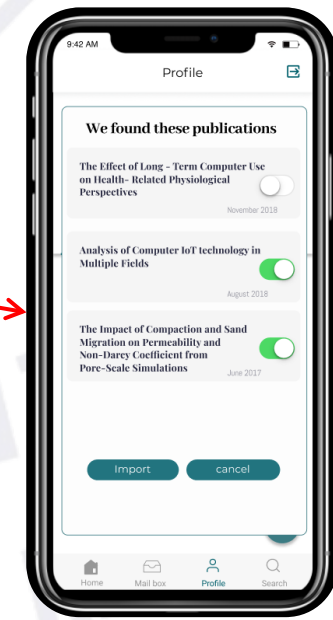 9:42 AM
Profile
We found these publications
The Effect of Long - Term Computer Use
on Health- Related Physiological
Perspectives
November 2018
Analysis of Computer IoT technology in
Multiple Fields
August 2018
The Impact of Compaction and Sand
Migration on Permeability and
Non-Darcy Coefficient from
Pore-Scale Simulations
June 2017
Import cancel
Home Mail box Profile Search